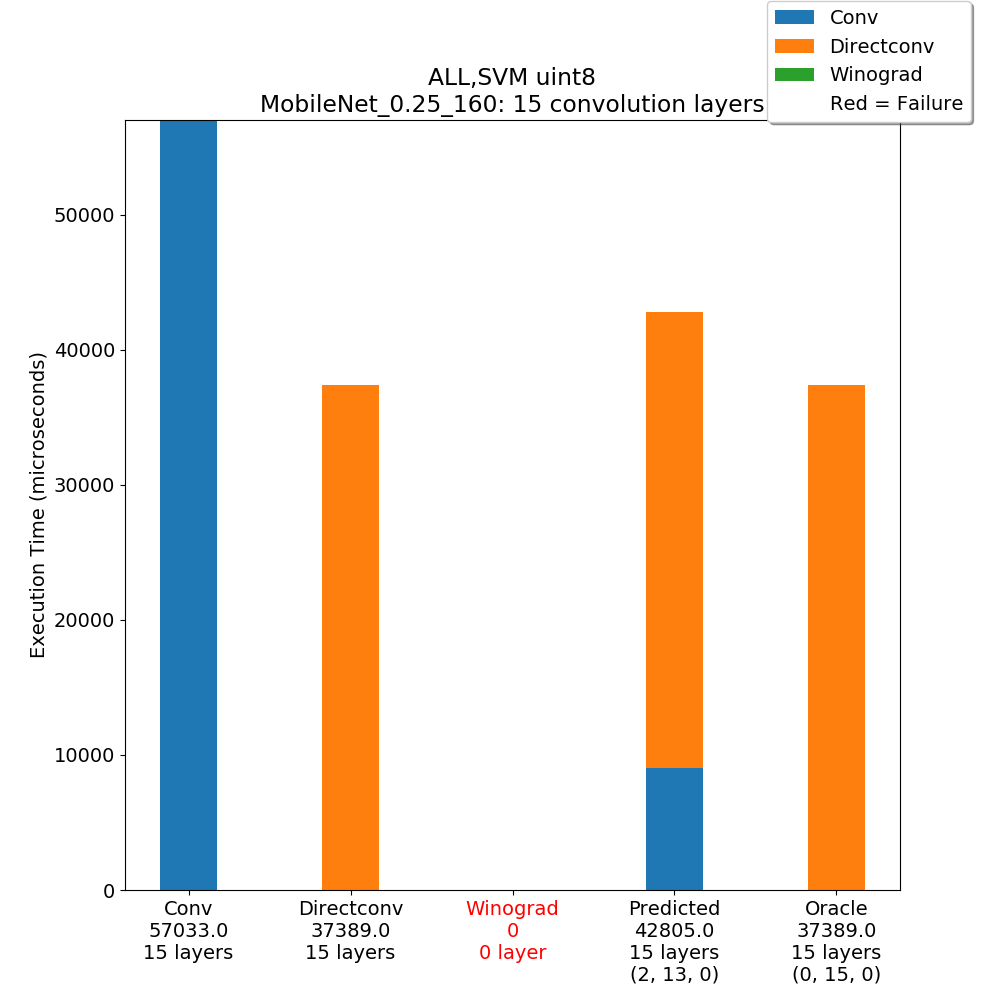 Conv
Directconv
Winograd
Red = Failure
ALL,SVM uint8
MobileNet_0.25_160: 15 convolution layers
Execution Time (microseconds)
50000
40000
30000
20000
10000
0
Conv
57033.0
15 layers
Directconv
37389.0
15 layers
Winograd
0
0 layer
Predicted
42805.0
15 layers
(2, 13, 0)
Oracle
37389.0
15 layers
(0, 15, 0)